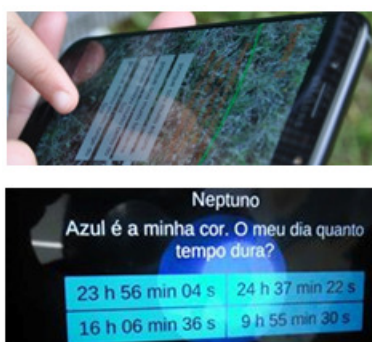 Neptuno
Azul é a minha cor. O meu dia quanto
tempo dura?
23 h 56 min 04 s 24 h 37 min 22 s
16 h 06 min 36 s 9 h 55 min 30 s